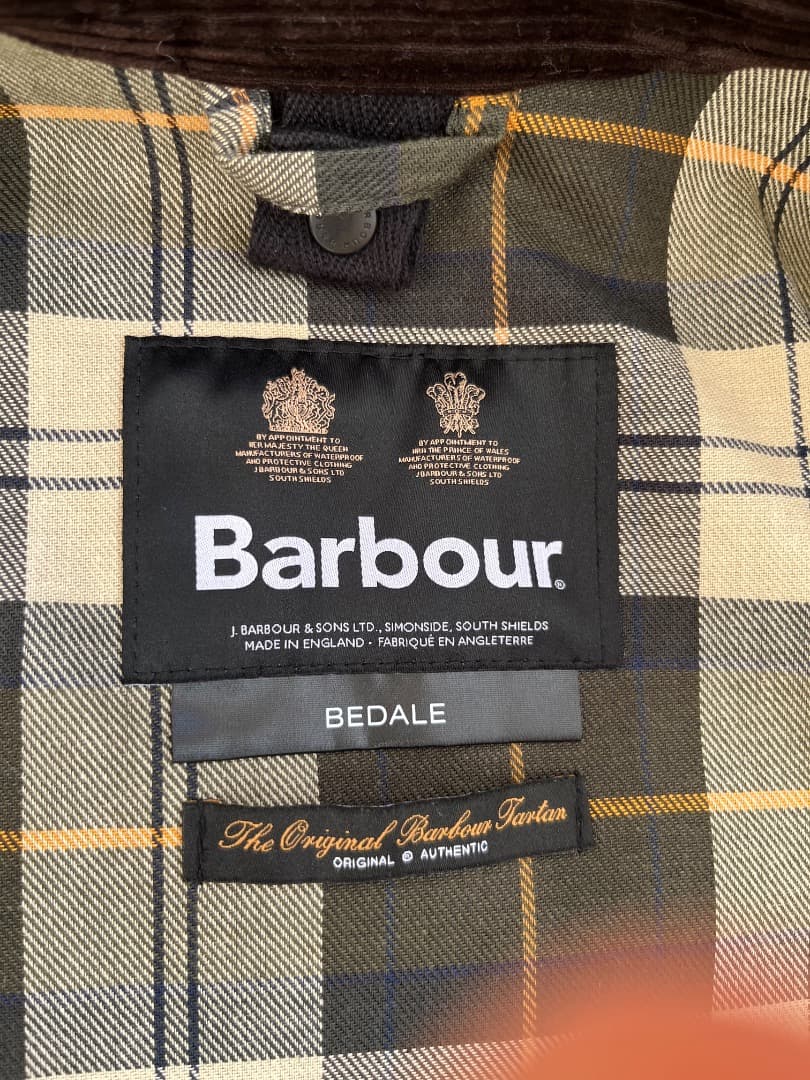 BY APPOINTMENT TO
HER MAJESTY THE QUEEN
MANUFACTURERS OF WATERPROOF
AND PROTECTIVE CLOTHING
J BARBOUR & SONS LTD
SOUTH SHIELDS
BY APPOINTMENT TO
HRH THE PRINCE OF WALES
MANUFACTURERS OF WATERPROOF
AND PROTECTIVE CLOTHING
J BARBOUR & SONS LTD
SOUTH SHIELDS
Barbour®
J. BARBOUR & SONS LTD., SIMONSIDE, SOUTH SHIELDS
MADE IN ENGLAND · FABRIQUÉ EN ANGLETERRE
BEDALE
The Original Barbour Tartan
ORIGINAL @ AUTHENTIC